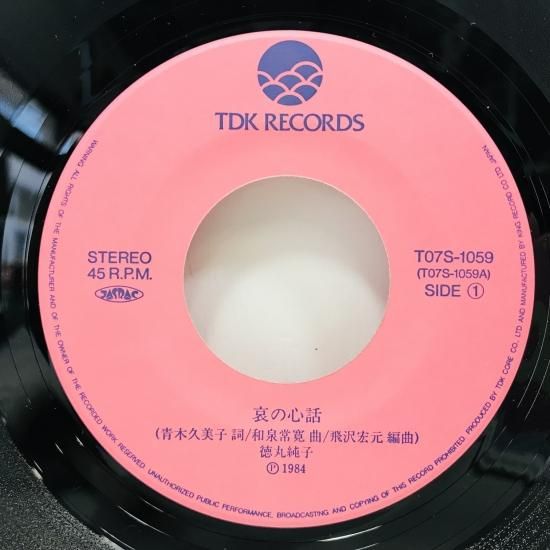 TDK RECORDS
STEREO
45 R.P.M.
JASRAC
T07S-1059
(T07S-1059A)
SIDE ①
哀の心話
(青木久美子 詞/和泉常寛 曲/飛沢宏元 編曲)
徳丸純子
Ⓟ1984
WARNING. ALL RIGHTS OF THE MANUFACTURER AND OF THE OWNER OF THE RECORDED WORK RESERVED. UNAUTHORIZED PUBLIC PERFORMANCE, BROADCASTING AND COPYING OF THIS RECORD PROHIBITED. PRODUCED BY TDK CORE CO., LTD AND MANUFACTURED BY KING RECORD CO. LTD. JAPAN